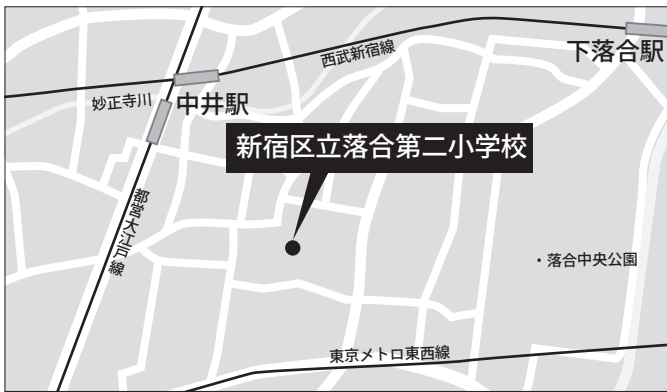 西武新宿線
下落合駅
妙正寺川
中井駅
新宿区立落合第二小学校
都営大江戸線
・落合中央公園
東京メトロ東西線